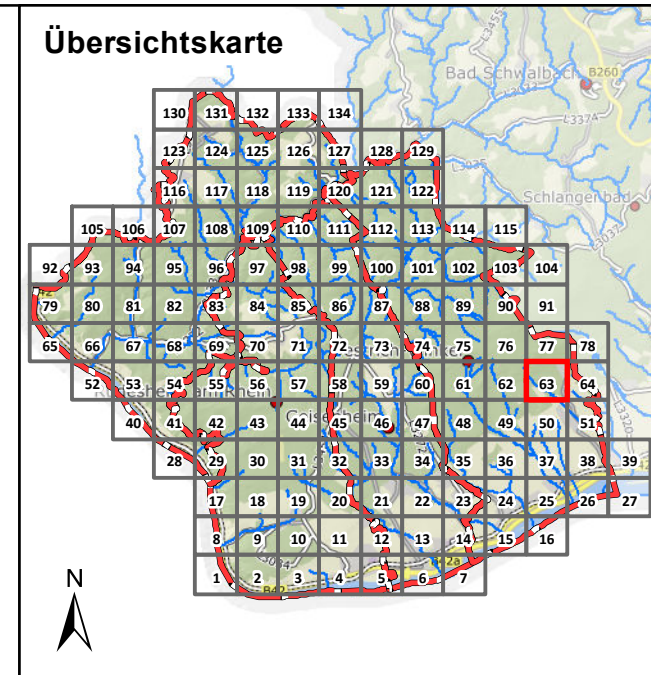 Übersichtskarte
L3455
Bad Schwalbach
B260
130 131 132 133 134
L3374
123 124 125 126 127 128 129
L3035
116 117 118 119 120 121 122
Schlangenbad
105 106 107 108 109 110 111 112 113 114 115
L3037
92 93 94 95 96 97 98 99 100 101 102 103 104
79 80 81 82 83 84 85 86 87 88 89 90 91
65 66 67 68 69 70 71 72 73 74 75 76 77 78
52 53 54 55 56 57 58 59 60 61 62 63 64
Geisenheim
L3320
40 41 42 43 44 45 46 47 48 49 50 51
28 29 30 31 32 33 34 35 36 37 38 39
17 18 19 20 21 22 23 24 25 26 27
8 9 10 11 12 13 14 15 16
L3034
B42a
1 2 3 4 5 6 7
B42
N